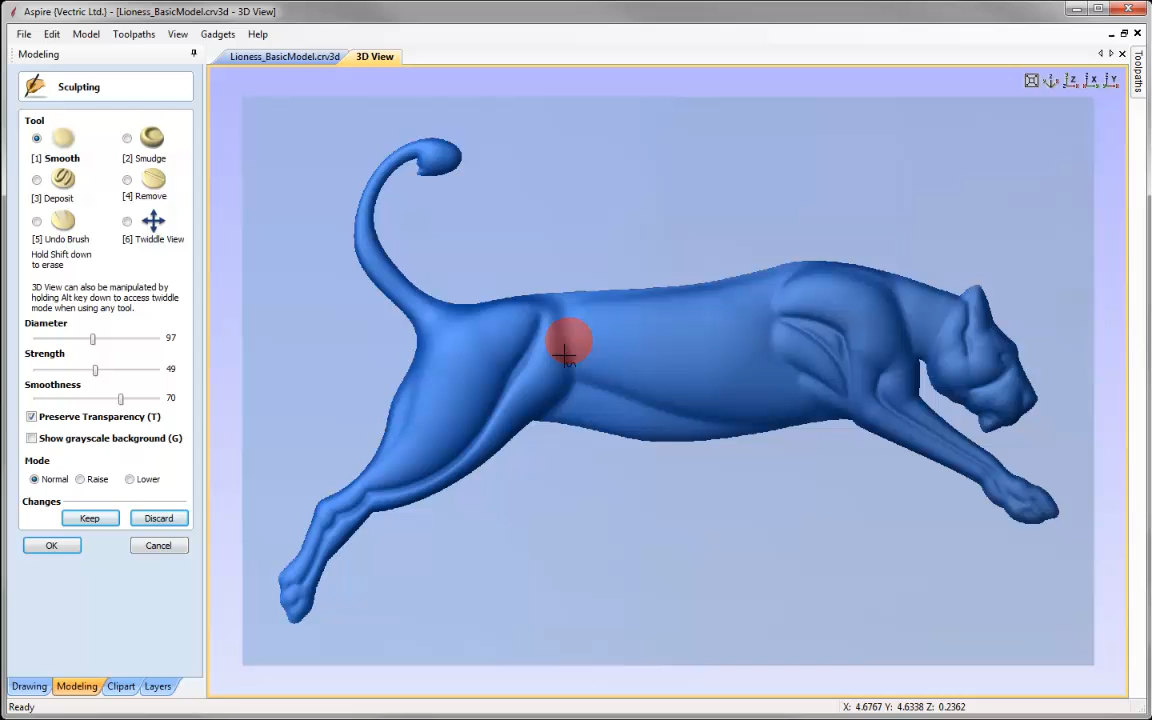 Aspire {Vectric Ltd.} - [Lioness_BasicModel.crv3d - 3D View]
File Edit Model Toolpaths View Gadgets Help
Modeling
Lioness_BasicModel.crv3d 3D View
Toolpaths
Z X Y
Sculpting
Tool
[1] Smooth [2] Smudge
[3] Deposit [4] Remove
[5] Undo Brush [6] Twiddle View
Hold Shift down
to erase
3D View can also be manipulated by
holding Alt key down to access twiddle
mode when using any tool.
Diameter
97
Strength
49
Smoothness
70
Preserve Transparency (T)
Show grayscale background (G)
Mode
Normal Raise Lower
Changes
Keep Discard
OK Cancel
S
Drawing Modeling Clipart Layers
Ready X: 4.6767 Y: 4.6338 Z: 0.2362